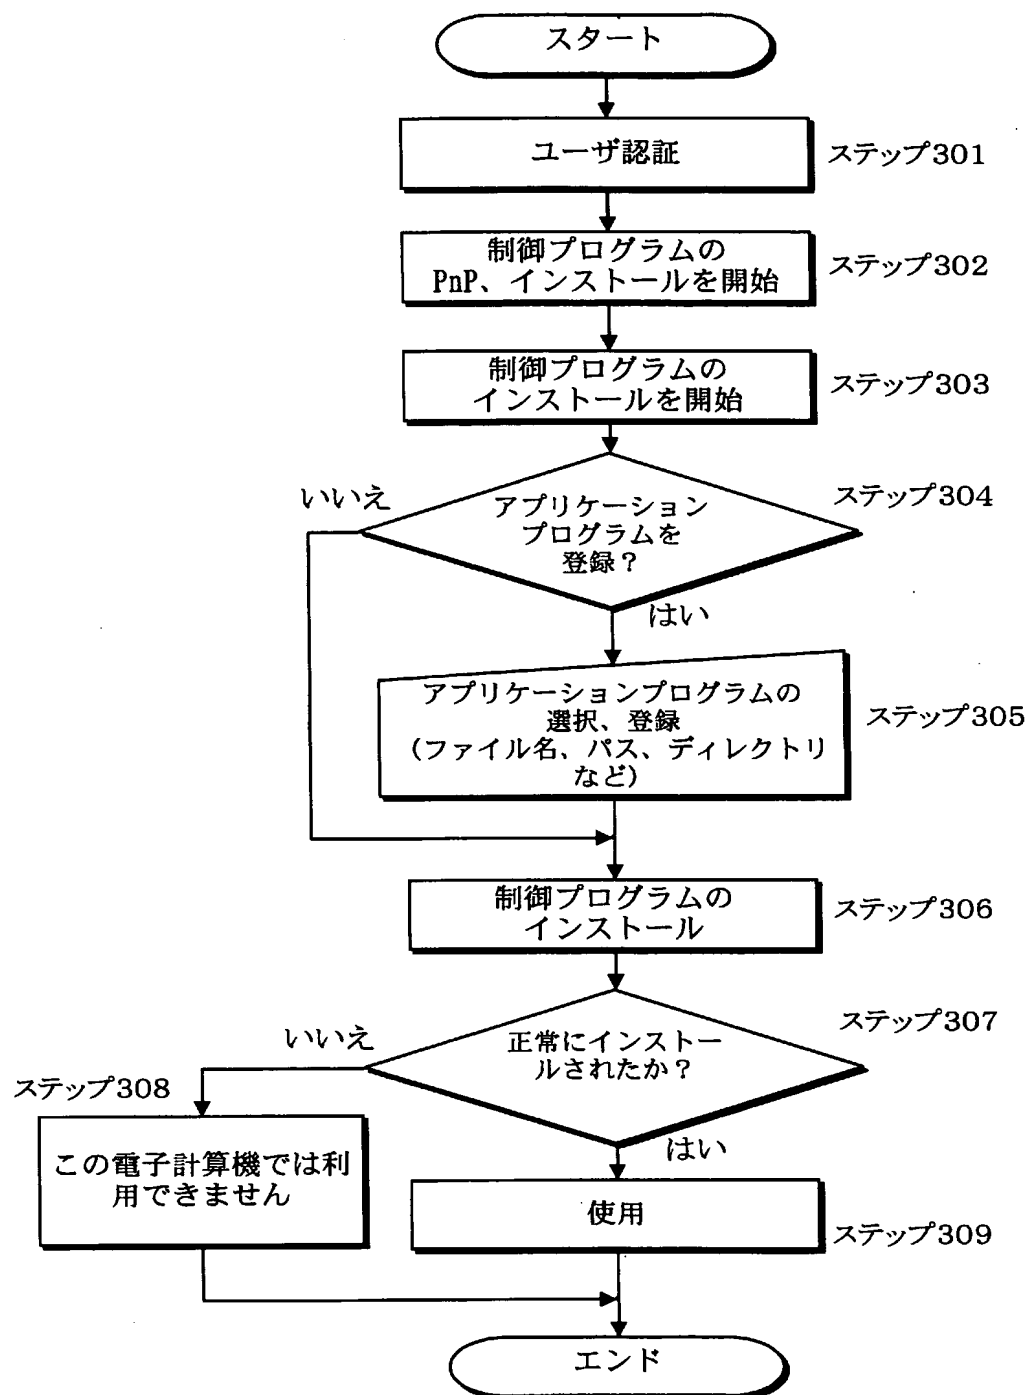 スタート
ユーザ認証
ステップ301
制御プログラムの
PnP、インストールを開始
ステップ302
制御プログラムの
インストールを開始
ステップ303
アプリケーション
プログラムを
登録？
ステップ304
いいえ
はい
アプリケーションプログラムの
選択、登録
(ファイル名、パス、ディレクトリ
など)
ステップ305
制御プログラムの
インストール
ステップ306
正常にインストー
ルされたか？
ステップ307
いいえ
はい
ステップ308
この電子計算機では利
用できません
使用
ステップ309
エンド